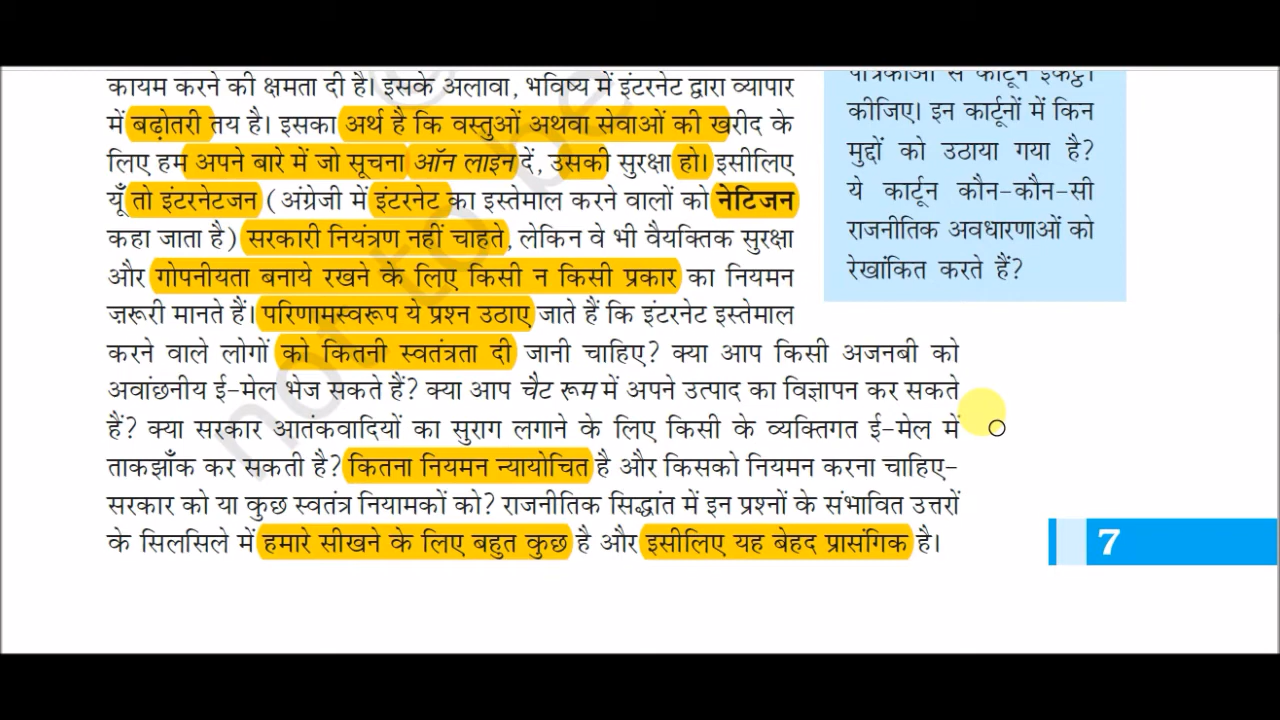 कायम करने की क्षमता दी है। इसके अलावा, भविष्य में इंटरनेट द्वारा व्यापार
में बढ़ोतरी तय है। इसका अर्थ है कि वस्तुओं अथवा सेवाओं की खरीद के
लिए हम अपने बारे में जो सूचना ऑन लाइन दें, उसकी सुरक्षा हो। इसीलिए
यूँ तो इंटरनेटजन (अंग्रेजी में इंटरनेट का इस्तेमाल करने वालों को नेटिजन
कहा जाता है) सरकारी नियंत्रण नहीं चाहते, लेकिन वे भी वैयक्तिक सुरक्षा
और गोपनीयता बनाये रखने के लिए किसी न किसी प्रकार का नियमन
ज़रूरी मानते हैं। परिणामस्वरूप ये प्रश्न उठाए जाते हैं कि इंटरनेट इस्तेमाल
करने वाले लोगों को कितनी स्वतंत्रता दी जानी चाहिए? क्या आप किसी अजनबी को
अवांछनीय ई-मेल भेज सकते हैं? क्या आप चैट रूम में अपने उत्पाद का विज्ञापन कर सकते
हैं? क्या सरकार आतंकवादियों का सुराग लगाने के लिए किसी के व्यक्तिगत ई-मेल में
ताकझाँक कर सकती है? कितना नियमन न्यायोचित है और किसको नियमन करना चाहिए-
सरकार को या कुछ स्वतंत्र नियामकों को? राजनीतिक सिद्धांत में इन प्रश्नों के संभावित उत्तरों
के सिलसिले में हमारे सीखने के लिए बहुत कुछ है और इसीलिए यह बेहद प्रासंगिक है।
पत्रिकाओं से कार्टून इकट्ठा
कीजिए। इन कार्टूनों में किन
मुद्दों को उठाया गया है?
ये कार्टून कौन-कौन-सी
राजनीतिक अवधारणाओं को
रेखांकित करते हैं?
7
not to be